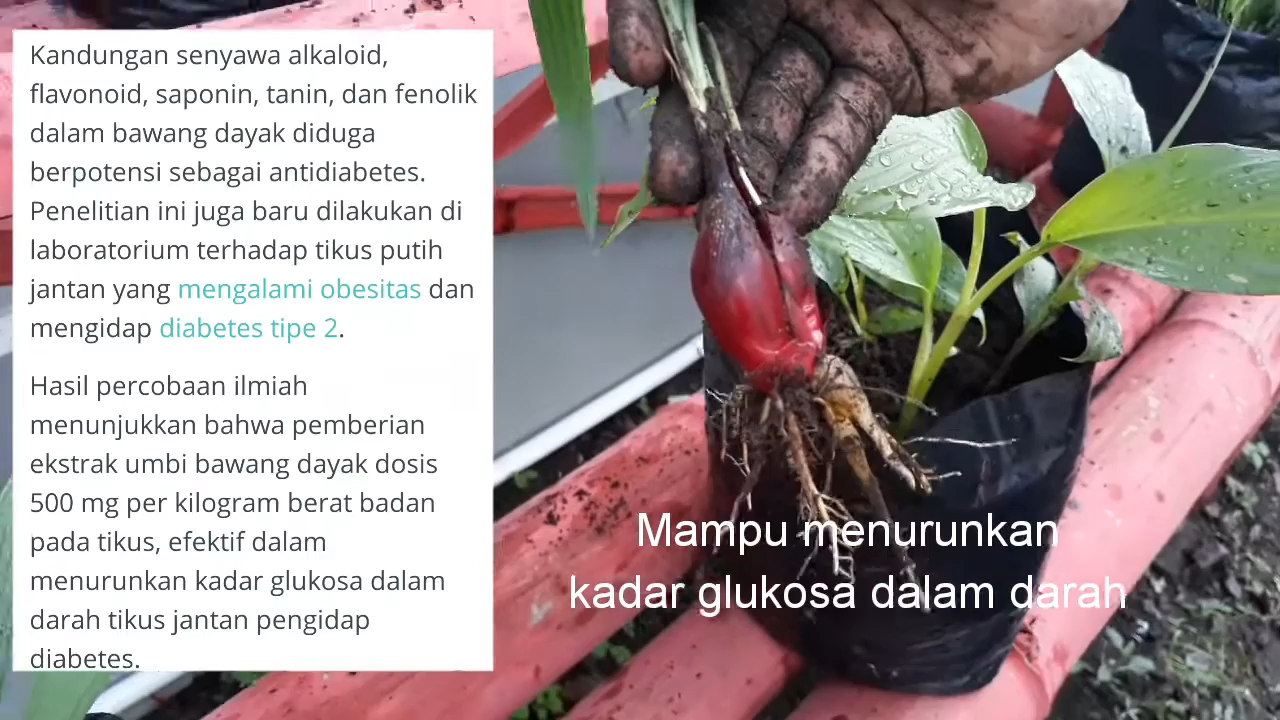 Kandungan senyawa alkaloid,
flavonoid, saponin, tanin, dan fenolik
dalam bawang dayak diduga
berpotensi sebagai antidiabetes.
Penelitian ini juga baru dilakukan di
laboratorium terhadap tikus putih
jantan yang mengalami obesitas dan
mengidap diabetes tipe 2.
Hasil percobaan ilmiah
menunjukkan bahwa pemberian
ekstrak umbi bawang dayak dosis
500 mg per kilogram berat badan
pada tikus, efektif dalam
menurunkan kadar glukosa dalam
darah tikus jantan pengidap
diabetes.
Mampu menurunkan
kadar glukosa dalam darah